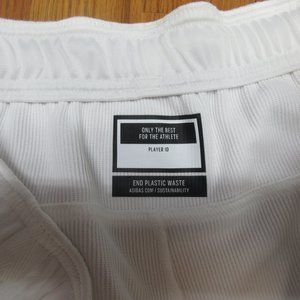 ONLY THE BEST
FOR THE ATHLETE
PLAYER ID
END PLASTIC WASTE
ADIDAS.COM / SUSTAINABILITY